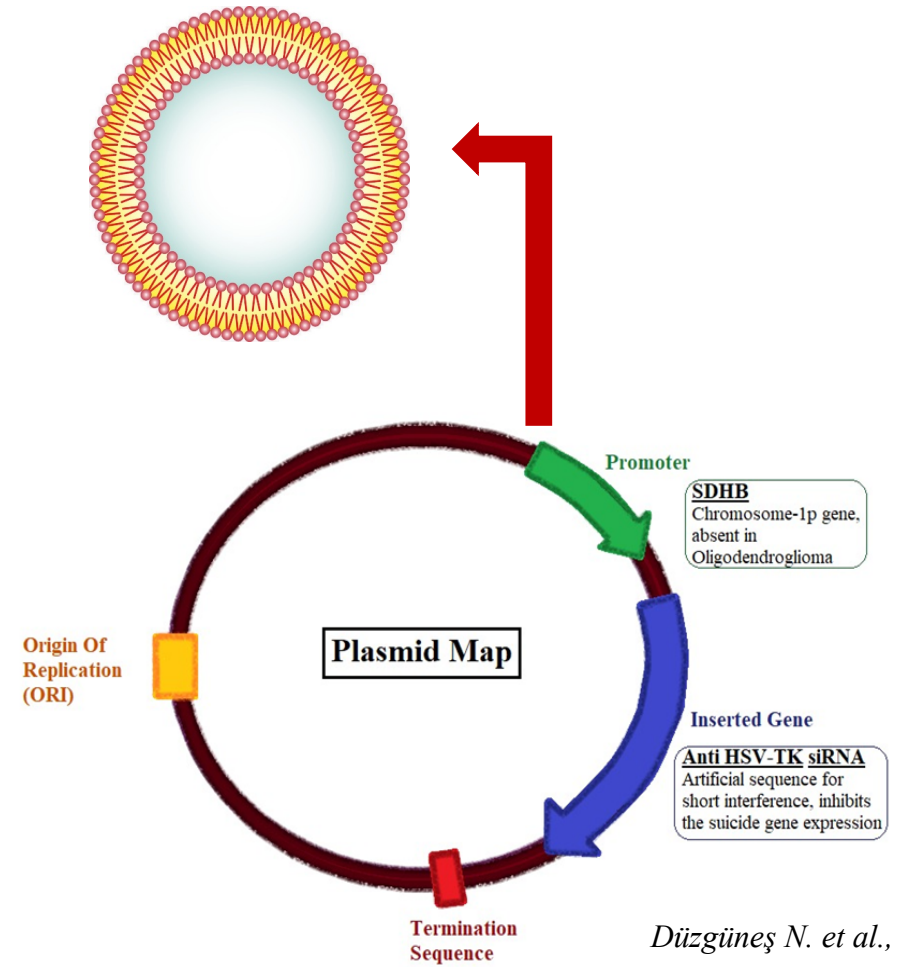 Promoter
SDHB
Chromosome-1p gene,
absent in
Oligodendroglioma
Origin Of
Replication
(ORI)
Plasmid Map
Inserted Gene
Anti HSV-TK siRNA
Artificial sequence for
short interference, inhibits
the suicide gene expression
Termination
Sequence
Düzgüneş N. et al.,